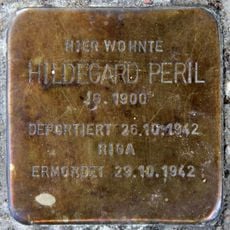 HIER WOHNTE
HILDEGARD PERIL
JG. 1900
DEPORTIERT 26.10.1942
RIGA
ERMORDET 29.10.1942